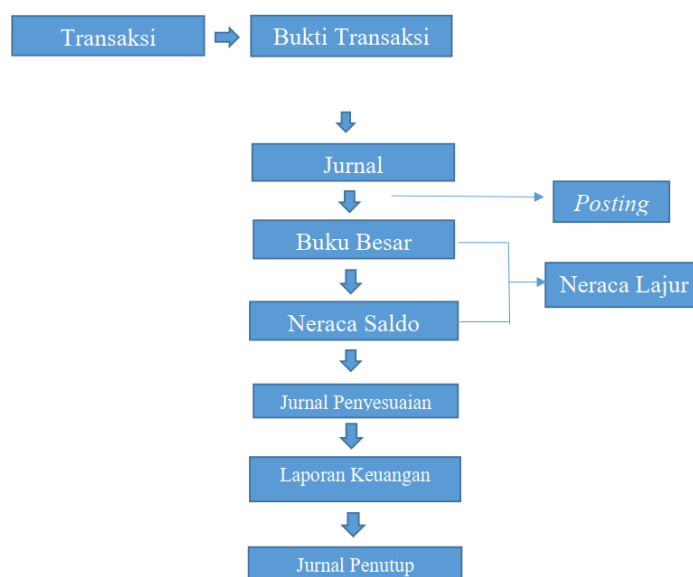 Transaksi
Bukti Transaksi
Jurnal
Posting
Buku Besar
Neraca Lajur
Neraca Saldo
Jurnal Penyesuaian
Laporan Keuangan
Jurnal Penutup